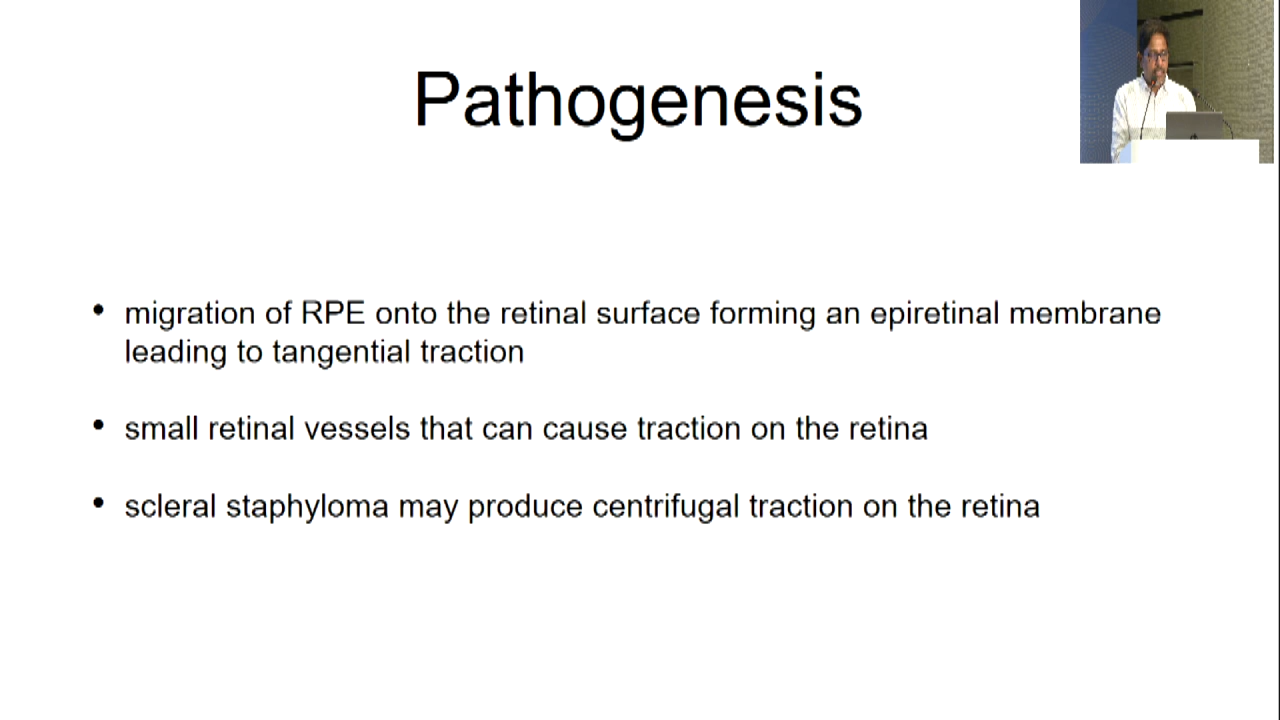 Pathogenesis
• migration of RPE onto the retinal surface forming an epiretinal membrane
leading to tangential traction
• small retinal vessels that can cause traction on the retina
• scleral staphyloma may produce centrifugal traction on the retina